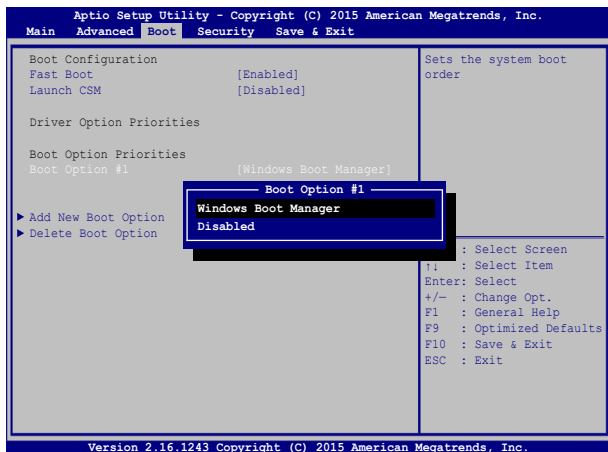 Aptio Setup Utility - Copyright (C) 2015 American Megatrends, Inc.
Main Advanced Boot Security Save & Exit
Boot Configuration
Fast Boot [Enabled]
Launch CSM [Disabled]
Driver Option Priorities
Boot Option Priorities
Boot Option #1 [Windows Boot Manager]
Add New Boot Option
Delete Boot Option
Boot Option #1
Windows Boot Manager
Disabled
Sets the system boot
order
: Select Screen
↑↓ : Select Item
Enter: Select
+/— : Change Opt.
F1 : General Help
F9 : Optimized Defaults
F10 : Save & Exit
ESC : Exit
Version 2.16.1243 Copyright (C) 2015 American Megatrends, Inc.